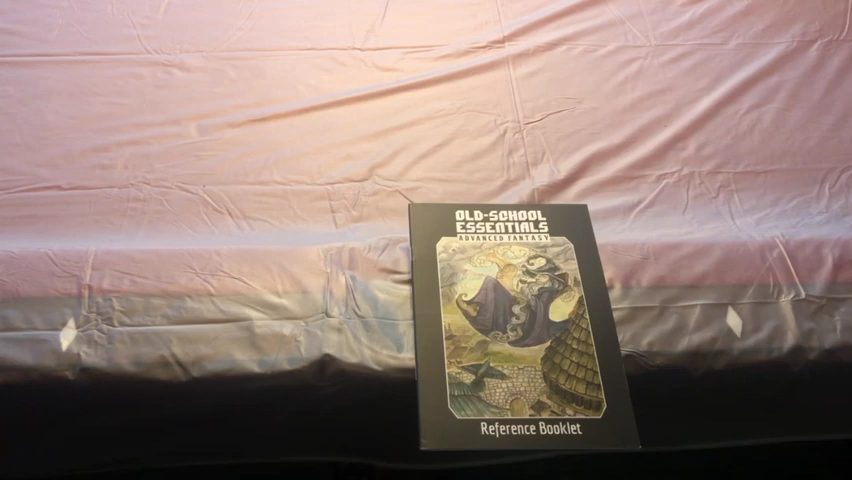 OLD-SCHOOL
ESSENTIALS
ADVANCED FANTASY
Reference Booklet